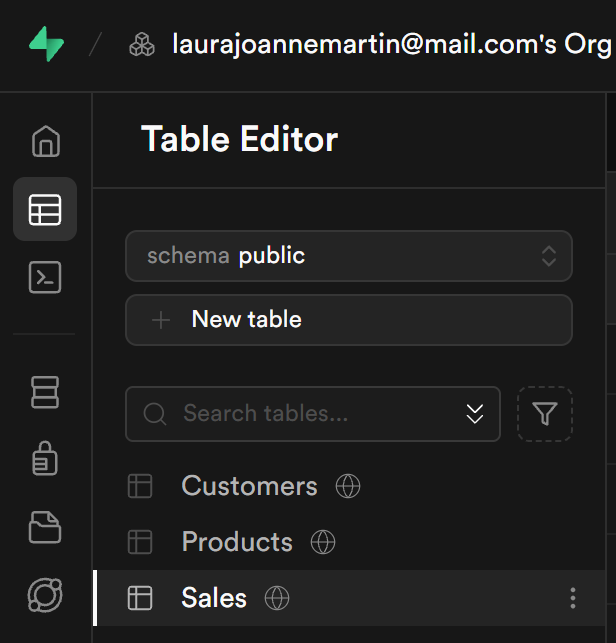 laurajoannemartin@mail.com's Org
Table Editor
schema public
New table
Search tables...
Customers
Products
Sales